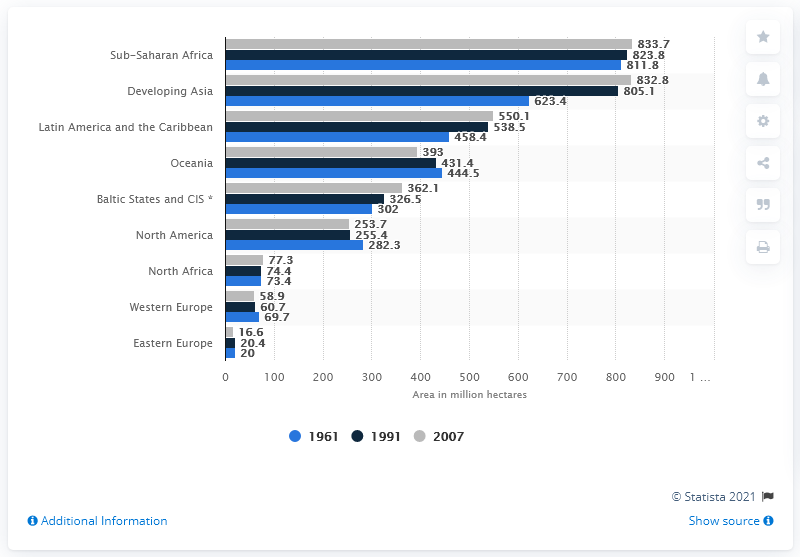 Sub-Saharan Africa
833.7
823.8
811.8
Developing Asia
832.8
805.1
623.4
Latin America and the Caribbean
550.1
538.5
458.4
Oceania
393
431.4
444.5
Baltic States and CIS *
362.1
326.5
302
North America
253.7
255.4
282.3
North Africa
77.3
74.4
73.4
Western Europe
58.9
60.7
69.7
Eastern Europe
16.6
20.4
20
0 100 200 300 400 500 600 700 800 900 1 ...
Area in million hectares
1961 1991 2007
© Statista 2021
Additional Information
Show source